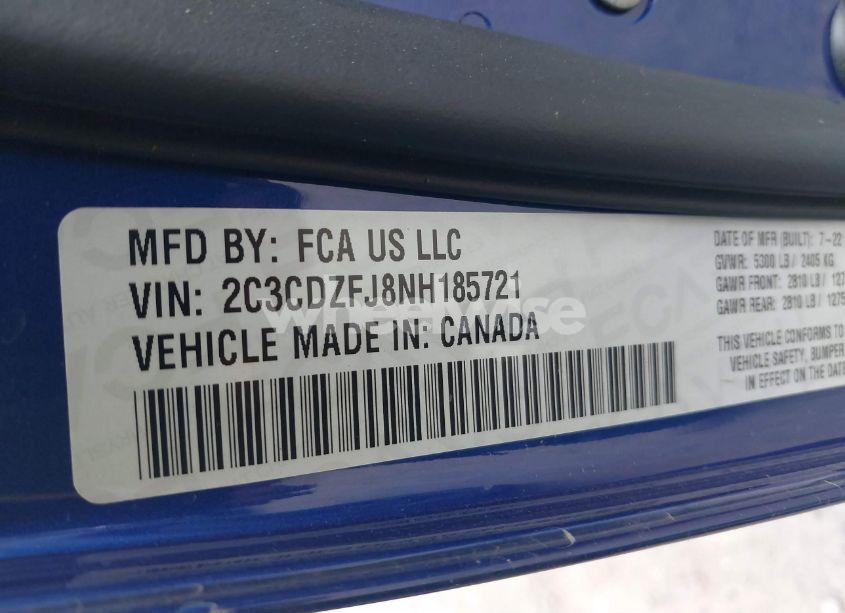 MFD BY: FCA US LLC
VIN: 2C3CDZFJ8NH185721
VEHICLE MADE IN: CANADA
DATE OF MFR (BUILT): 7-22
GVWR: 5300 LB / 2405 KG
GAWR FRONT: 2810 LB / 127
GAWR REAR: 2810 LB / 1275
THIS VEHICLE CONFORMS TO
VEHICLE SAFETY, BUMPER,
IN EFFECT ON THE DATE